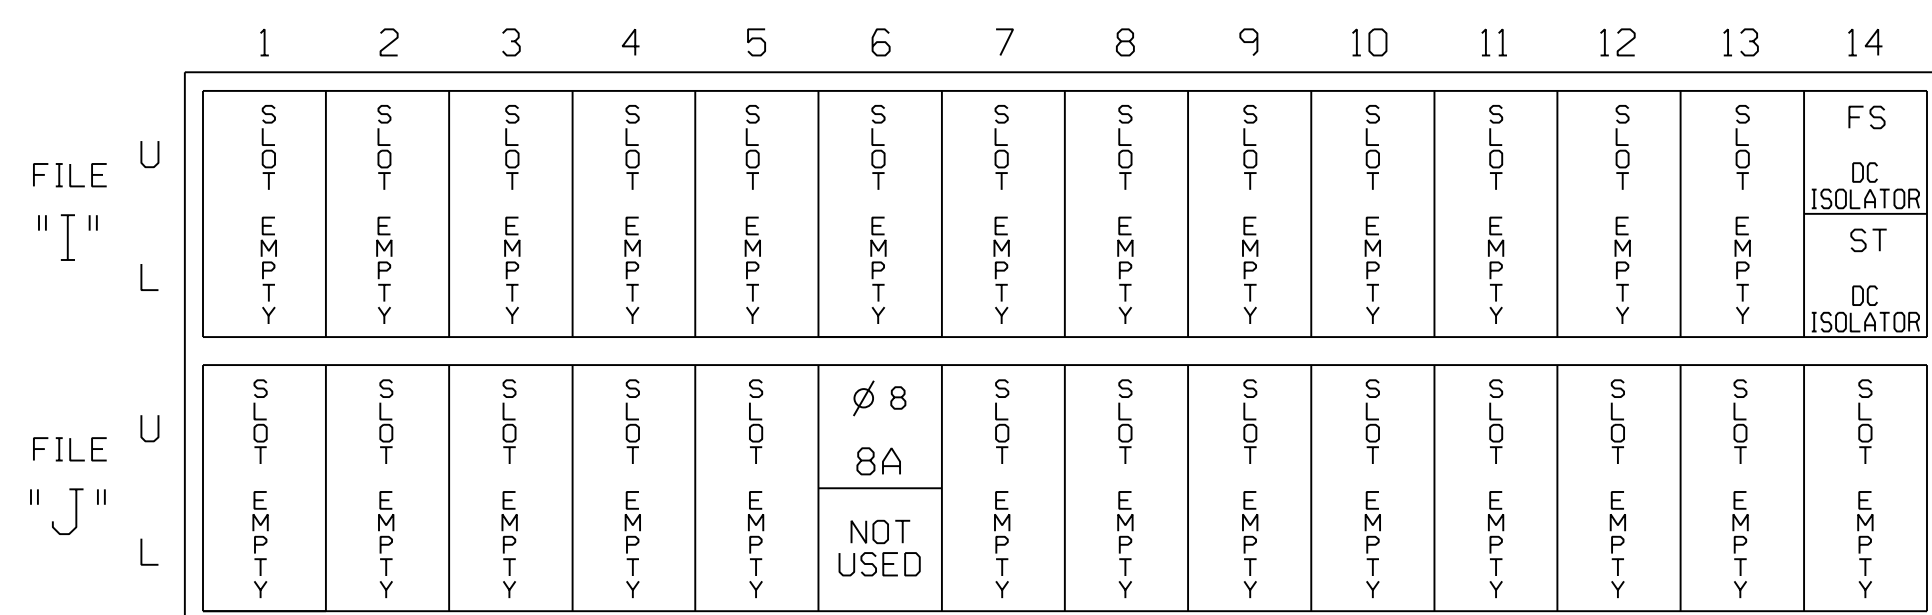 1 2 3 4 5 6 7 8 9 10 11 12 13 14
FILE
"I"
U
L
SLOT EMPTY
SLOT EMPTY
SLOT EMPTY
SLOT EMPTY
SLOT EMPTY
SLOT EMPTY
SLOT EMPTY
SLOT EMPTY
SLOT EMPTY
SLOT EMPTY
SLOT EMPTY
SLOT EMPTY
SLOT EMPTY
FS
DC
ISOLATOR
ST
DC
ISOLATOR
FILE
"J"
U
L
SLOT EMPTY
SLOT EMPTY
SLOT EMPTY
SLOT EMPTY
SLOT EMPTY
Ø 8
8A
NOT
USED
SLOT EMPTY
SLOT EMPTY
SLOT EMPTY
SLOT EMPTY
SLOT EMPTY
SLOT EMPTY
SLOT EMPTY
SLOT EMPTY